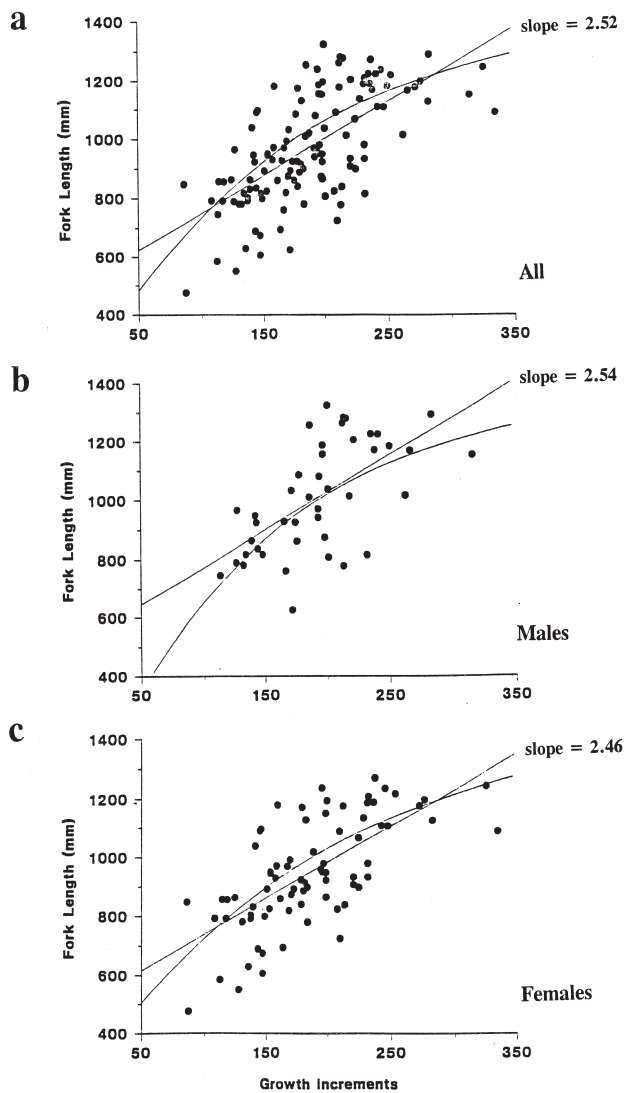 a
1400
1200
1000
800
600
400
Fork Length (mm)
slope = 2.52
All
50
150
250
350
b
1400
1200
1000
800
600
400
Fork Length (mm)
slope = 2.54
Males
50
150
250
350
c
1400
1200
1000
800
600
400
Fork Length (mm)
slope = 2.46
Females
50
150
250
350
Growth Increments